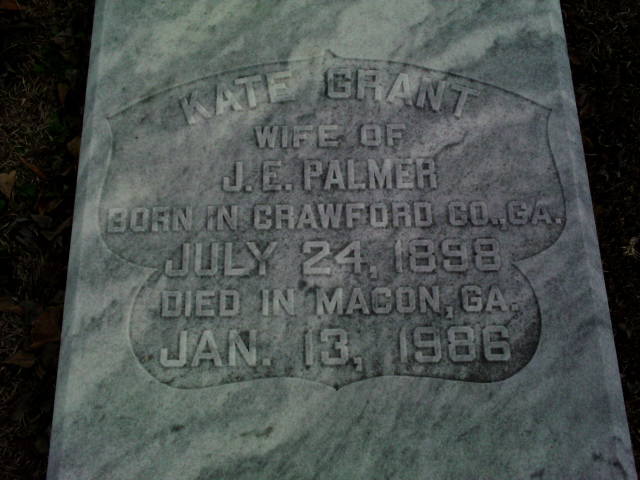 KATE GRANT
WIFE OF
J. E. PALMER
BORN IN CRAWFORD CO., GA.
JULY 24, 1898
DIED IN MACON, GA.
JAN. 13, 1986